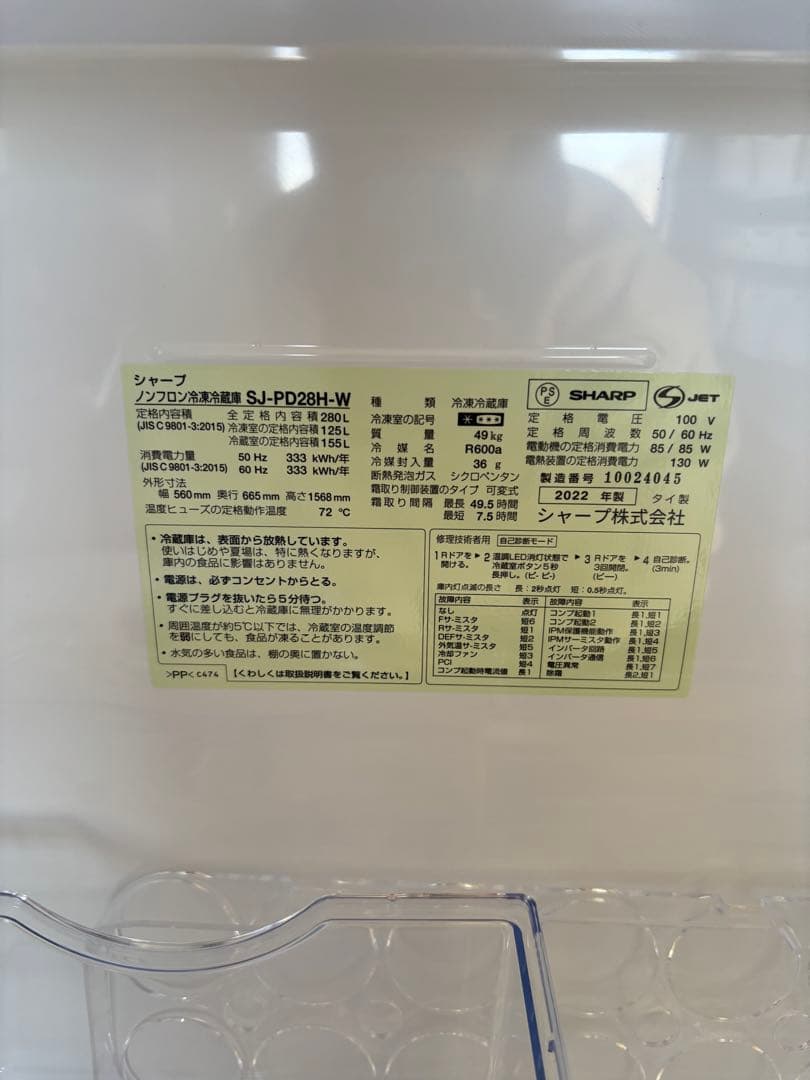 シャープ
ノンフロン冷凍冷蔵庫 SJ-PD28H-W
定格内容積 全定格内容積 280L
(JIS C 9801-3:2015) 冷凍室の定格内容積 125L
冷蔵室の定格内容積 155L
消費電力量 50 Hz 333 kWh/年
(JIS C 9801-3:2015) 60 Hz 333 kWh/年
外形寸法
幅 560mm 奥行 665mm 高さ 1568mm
温度ヒューズの定格動作温度 72 ℃
種類 冷凍冷蔵庫
冷凍室の記号
質量 49kg
冷媒名 R600a
冷媒封入量 36 g
断熱発泡ガス シクロペンタン
霜取り制御装置のタイプ 可変式
霜取り間隔 最長 49.5時間
最短 7.5時間
PSE SHARP JET
定格電圧 100 V
定格周波数 50 / 60 Hz
電動機の定格消費電力 85 / 85 W
電熱装置の定格消費電力 130 W
製造番号 10024045
2022 年製 タイ製
シャープ株式会社
・冷蔵庫は、表面から放熱しています。
使いはじめや夏場は、特に熱くなりますが、
庫内の食品に影響はありません。
・電源は、必ずコンセントからとる。
・電源プラグを抜いたら5分待つ。
すぐに差し込むと冷蔵庫に無理がかかります。
・周囲温度が約5℃以下では、冷蔵室の温度調節
を弱にしても、食品が凍ることがあります。
・水気の多い食品は、棚の奥に置かない。
>PP< C474 【くわしくは取扱説明書をご覧ください。】
修理技術者用 自己診断モード
1 Rドアを開ける。 ▶ 2 温調LED消灯状態で冷蔵室ボタン5秒長押し。(ピ・ピ・) ▶ 3 Rドアを3回開閉。(ピー) ▶ 4 自己診断。(3min)
庫内灯点滅の長さ 長:2秒点灯 短:0.5秒点灯。
故障内容 表示 故障内容 表示
なし 点灯 コンプ起動1 長1,短1
Fサ-ミスタ 短6 コンプ起動2 長1,短2
Rサ-ミスタ 短1 IPM保護機能動作 長1,短3
DEFサ-ミスタ 短2 IPMサーミスタ動作 長1,短4
外気温サ-ミスタ 短5 インバータ回路 長1,短5
冷却ファン 短3 インバータ通信 長1,短6
PCI 短4 電圧異常 長1,短7
コンプ起動時電流値 長1 除霜 長2,短1